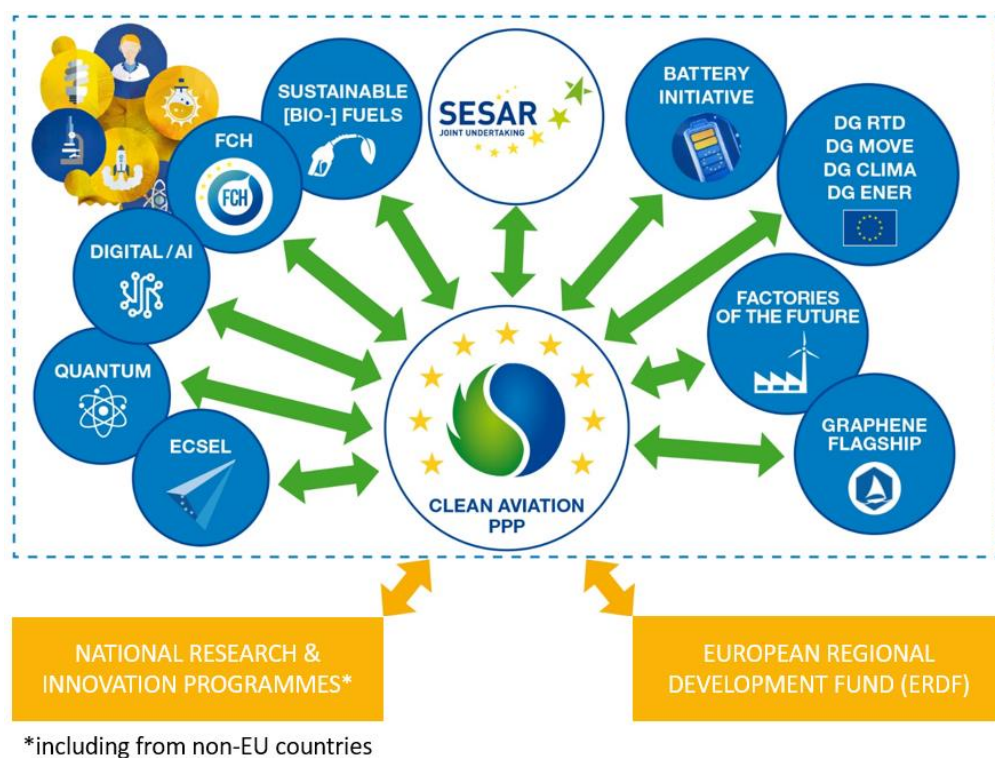 SUSTAINABLE
[BIO-] FUELS
SESAR
JOINT UNDERTAKING
BATTERY
INITIATIVE
FCH
FCH
DG RTD
DG MOVE
DG CLIMA
DG ENER
DIGITAL / AI
FACTORIES
OF THE FUTURE
QUANTUM
ECSEL
GRAPHENE
FLAGSHIP
CLEAN AVIATION
PPP
NATIONAL RESEARCH &
INNOVATION PROGRAMMES*
EUROPEAN REGIONAL
DEVELOPMENT FUND (ERDF)
*including from non-EU countries